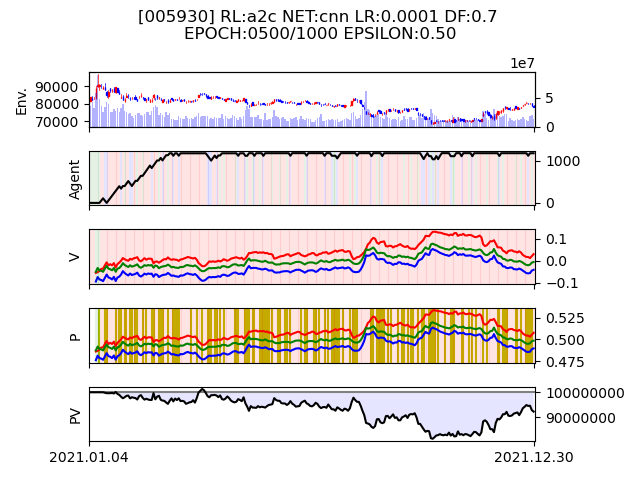 [005930] RL:a2c NET:cnn LR:0.0001 DF:0.7
EPOCH:0500/1000 EPSILON:0.50
1e7
Env.
90000
80000
70000
5
0
Agent
1000
0
V
0.1
0.0
−0.1
P
0.525
0.500
0.475
PV
100000000
90000000
2021.01.04
2021.12.30